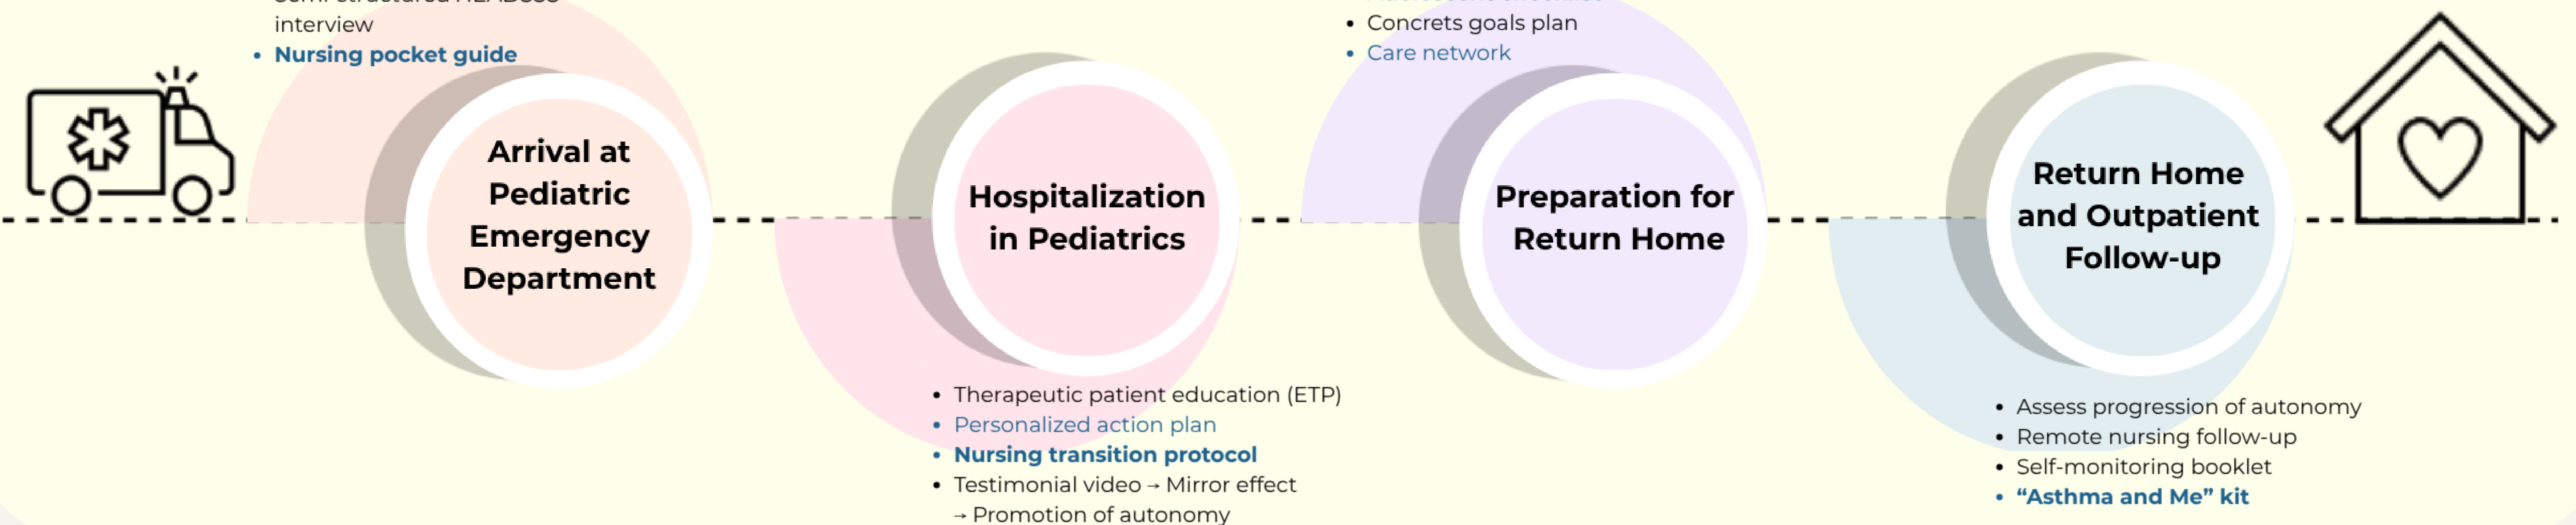 interview
• Nursing pocket guide
Arrival at
Pediatric
Emergency
Department
Hospitalization
in Pediatrics
• Therapeutic patient education (ETP)
• Personalized action plan
• Nursing transition protocol
• Testimonial video → Mirror effect
→ Promotion of autonomy
• Concrets goals plan
• Care network
Preparation for
Return Home
Return Home
and Outpatient
Follow-up
• Assess progression of autonomy
• Remote nursing follow-up
• Self-monitoring booklet
• “Asthma and Me” kit